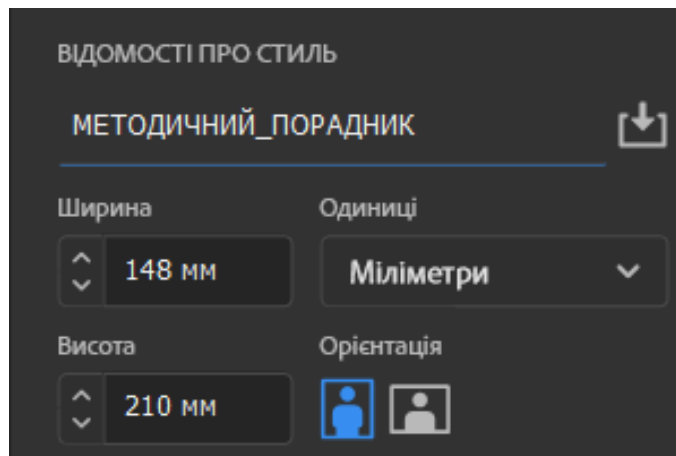 ВІДОМОСТІ ПРО СТИЛЬ
МЕТОДИЧНИЙ_ПОРАДНИК
Ширина Одиниці
148 мм Міліметри
Висота Орієнтація
210 мм